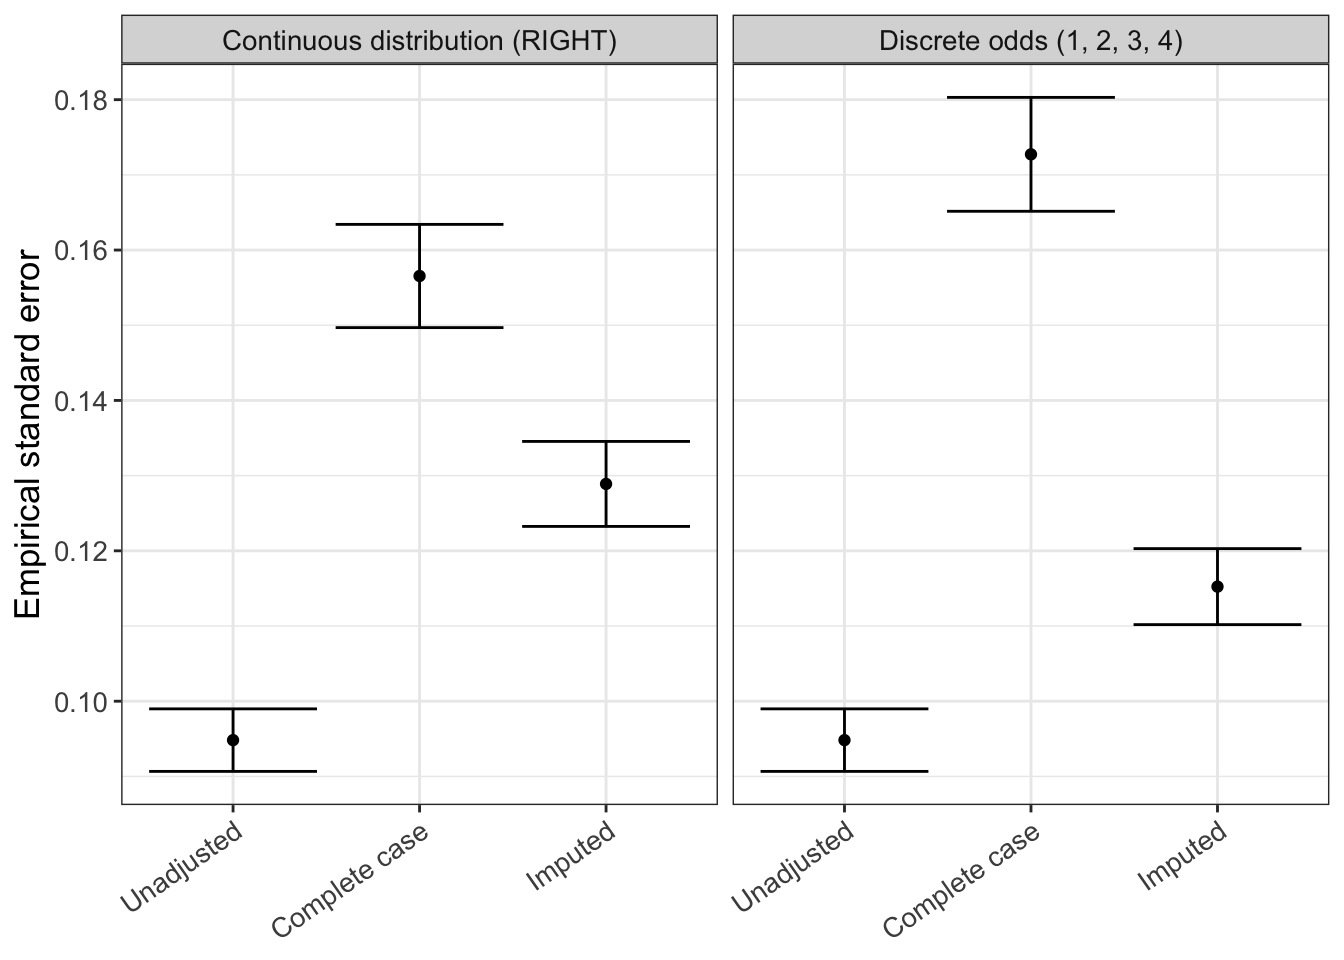 Continuous distribution (RIGHT)
Discrete odds (1, 2, 3, 4)
Empirical standard error
0.18
0.16
0.14
0.12
0.10
Unadjusted
Complete case
Imputed
Unadjusted
Complete case
Imputed